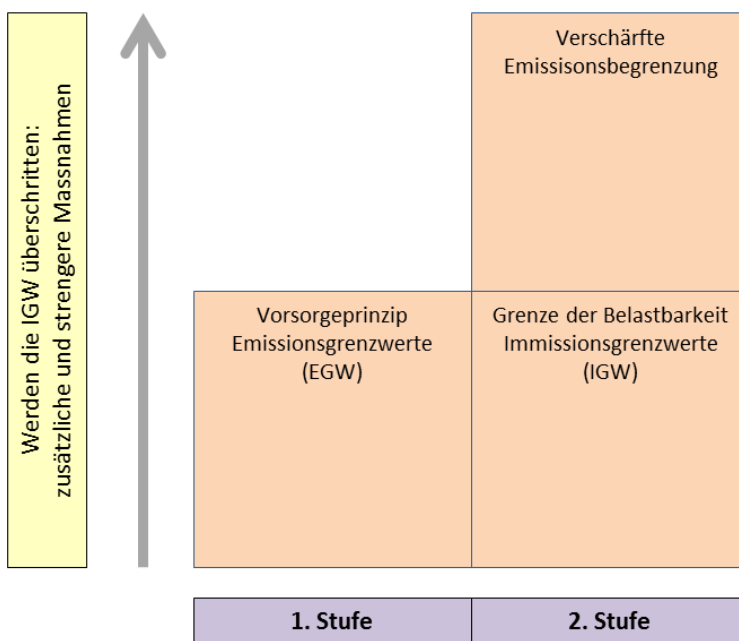 Werden die IGW überschritten:
zusätzliche und strengere Massnahmen
Verschärfte
Emissisonsbegrenzung
Vorsorgeprinzip
Emissionsgrenzwerte
(EGW)
Grenze der Belastbarkeit
Immissionsgrenzwerte
(IGW)
1. Stufe
2. Stufe